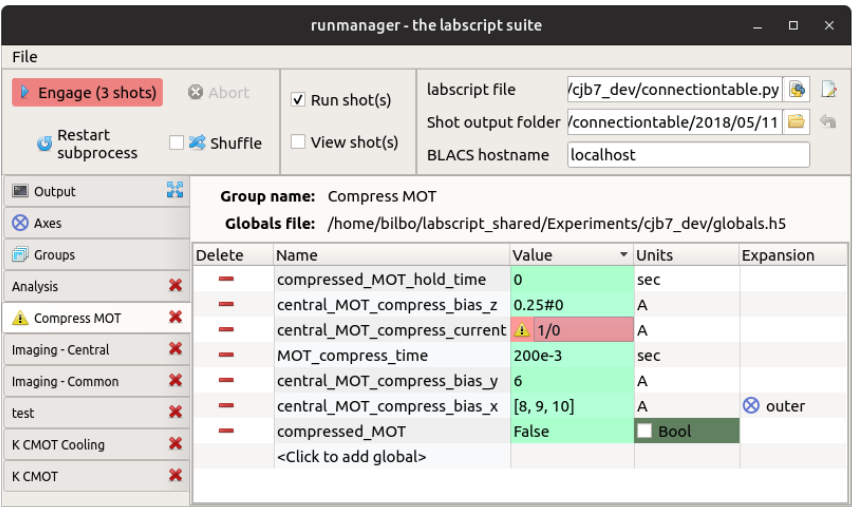 runmanager - the labscript suite
File
Engage (3 shots)
Abort
Run shot(s)
labscript file
/cjb7_dev/connectiontable.py
Restart
subprocess
Shuffle
View shot(s)
Shot output folder
/connectiontable/2018/05/11
BLACS hostname
localhost
Output
Axes
Groups
Analysis
Compress MOT
Imaging - Central
Imaging - Common
test
K CMOT Cooling
K CMOT
Group name: Compress MOT
Globals file: /home/bilbo/labscript_shared/Experiments/cjb7_dev/globals.h5
Delete Name Value Units Expansion
compressed_MOT_hold_time 0 sec
central_MOT_compress_bias_z 0.25#0 A
central_MOT_compress_current 1/0 A
MOT_compress_time 200e-3 sec
central_MOT_compress_bias_y 6 A
central_MOT_compress_bias_x [8, 9, 10] A outer
compressed_MOT False Bool
<Click to add global>